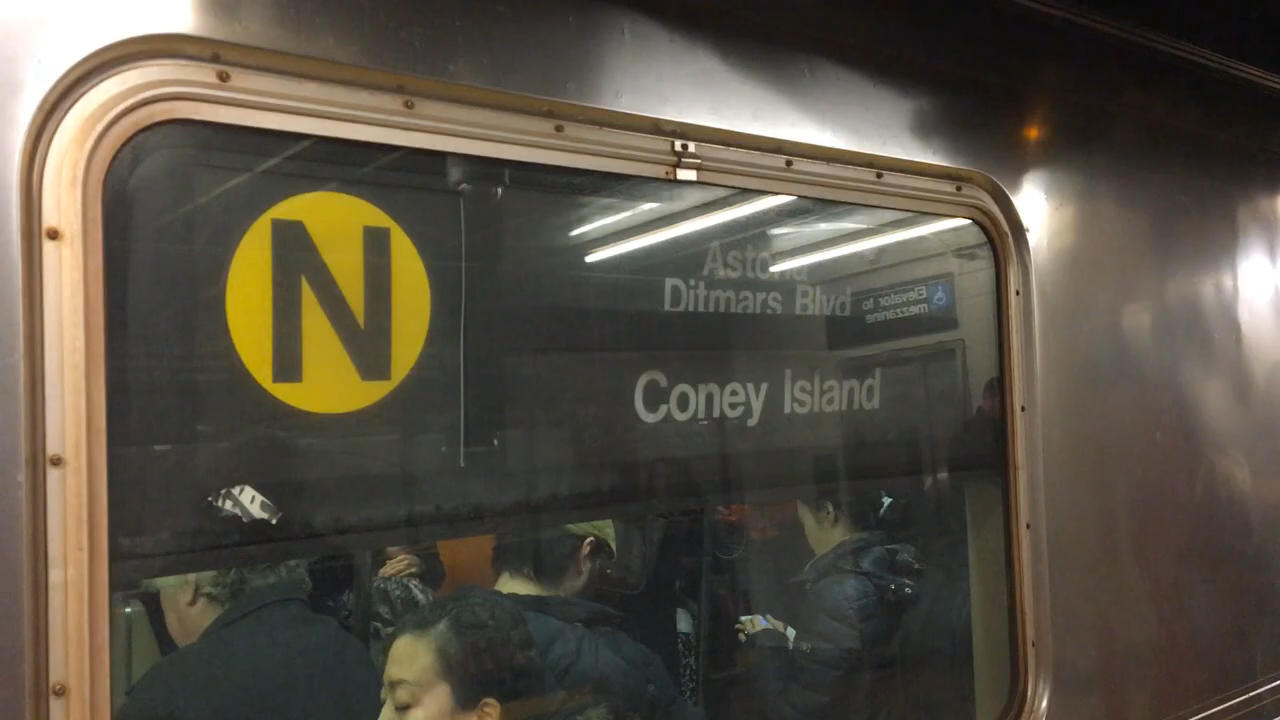 N
Astoria
Ditmars Blvd
Elevator to
mezzanine
Coney Island